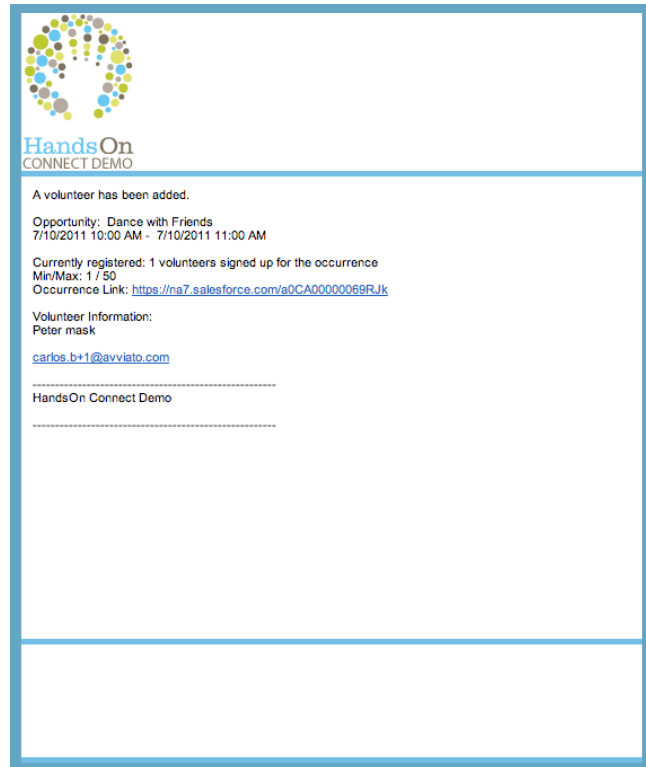 HandsOn
CONNECT DEMO
A volunteer has been added.
Opportunity:  Dance with Friends
7/10/2011 10:00 AM -  7/10/2011 11:00 AM
Currently registered: 1 volunteers signed up for the occurrence
Min/Max: 1 / 50
Occurrence Link: https://na7.salesforce.com/a0CA00000069RJk
Volunteer Information:
Peter mask
carlos.b+1@avviato.com
------------------------------------------------------
HandsOn Connect Demo
------------------------------------------------------